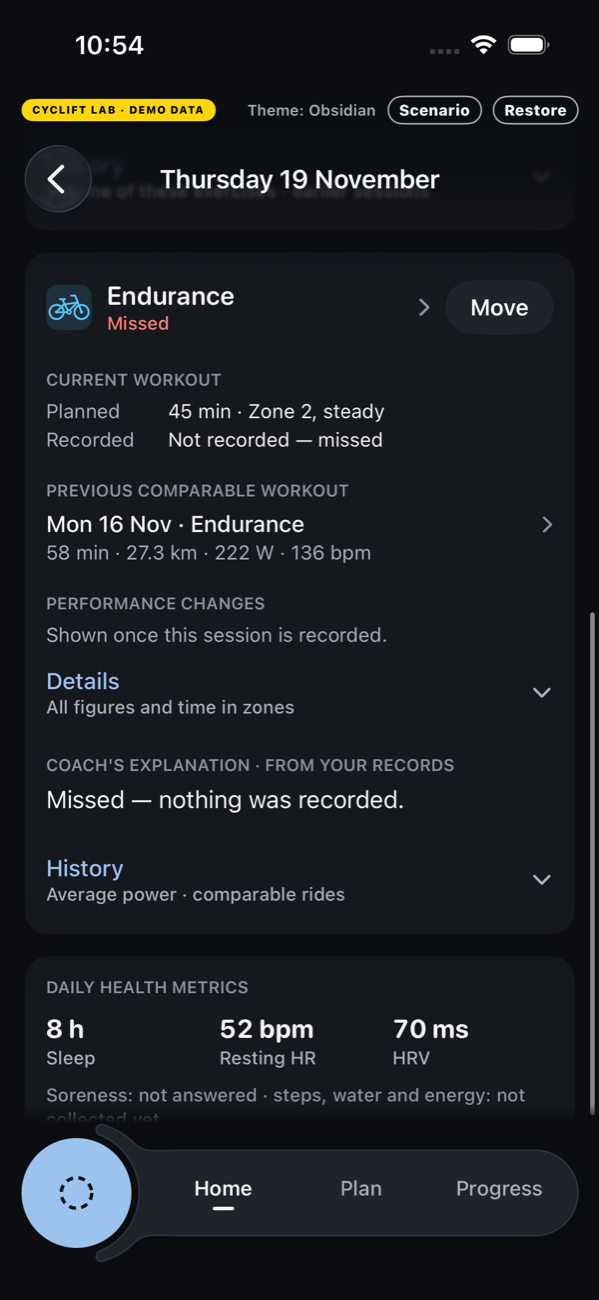 10:54
CYCLIFT LAB · DEMO DATA
Theme: Obsidian
Scenario
Restore
Thursday 19 November
Endurance
Missed
Move
CURRENT WORKOUT
Planned 45 min · Zone 2, steady
Recorded Not recorded — missed
PREVIOUS COMPARABLE WORKOUT
Mon 16 Nov · Endurance
58 min · 27.3 km · 222 W · 136 bpm
PERFORMANCE CHANGES
Shown once this session is recorded.
Details
All figures and time in zones
COACH'S EXPLANATION · FROM YOUR RECORDS
Missed — nothing was recorded.
History
Average power · comparable rides
DAILY HEALTH METRICS
8 h 52 bpm 70 ms
Sleep Resting HR HRV
Soreness: not answered · steps, water and energy: not
collected yet
Home Plan Progress